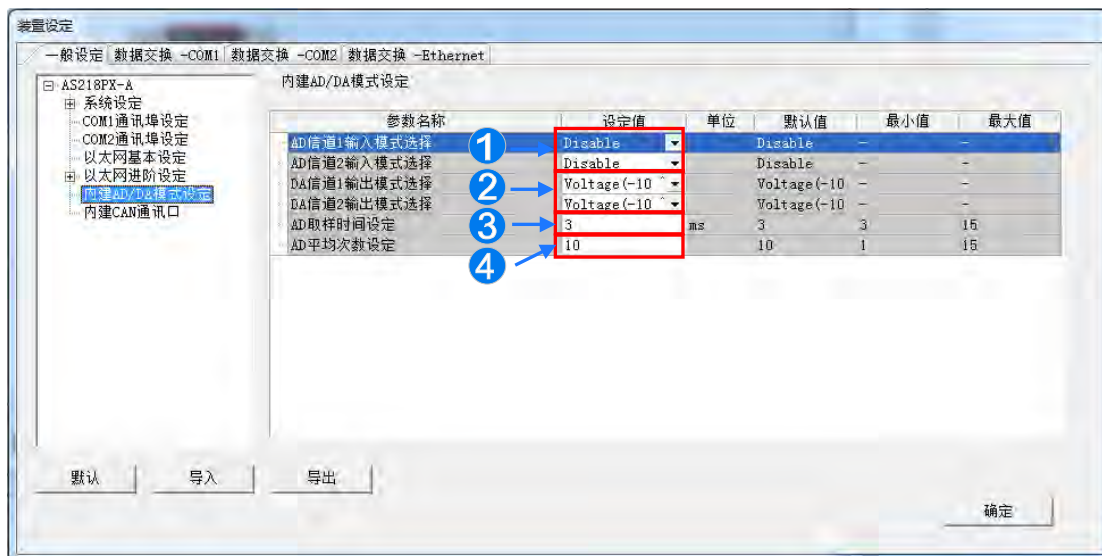 装置设定
一般设定 数据交换 -COM1 数据交换 -COM2 数据交换 -Ethernet
AS218PX-A
系统设定
COM1通讯埠设定
COM2通讯埠设定
以太网基本设定
以太网进阶设定
内建AD/DA模式设定
内建CAN通讯口
内建AD/DA模式设定
参数名称 设定值 单位 默认值 最小值 最大值
AD信道1输入模式选择 1 Disable Disable - -
AD信道2输入模式选择 Disable Disable - -
DA信道1输出模式选择 2 Voltage(-10 ~ Voltage(-10 - -
DA信道2输出模式选择 Voltage(-10 ~ Voltage(-10 - -
AD取样时间设定 3 3 ms 3 3 15
AD平均次数设定 4 10 10 1 15
默认 导入 导出
确定